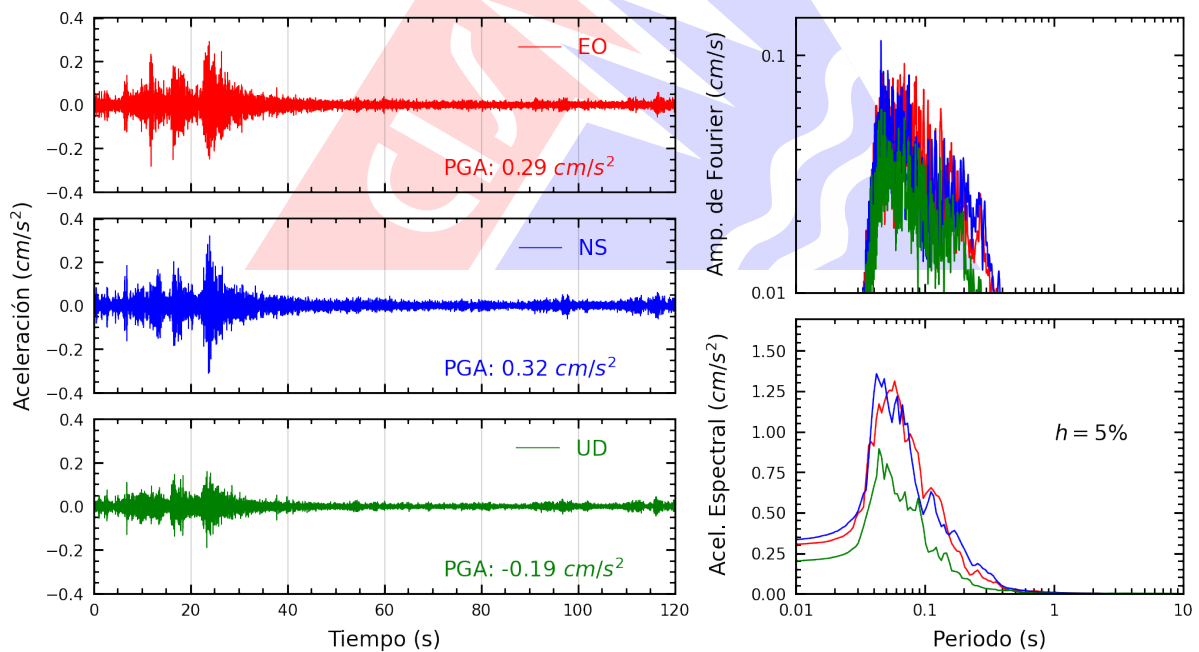 Aceleración (cm/s²)
0.4
0.2
0.0
−0.2
−0.4
EO
PGA: 0.29 cm/s²
0.4
0.2
0.0
−0.2
−0.4
NS
PGA: 0.32 cm/s²
0.4
0.2
0.0
−0.2
−0.4
UD
PGA: -0.19 cm/s²
0
20
40
60
80
100
120
Tiempo (s)
Amp. de Fourier (cm/s)
0.1
0.01
Acel. Espectral (cm/s²)
1.50
1.25
1.00
0.75
0.50
0.25
0.00
h = 5%
0.01
0.1
1
10
Periodo (s)